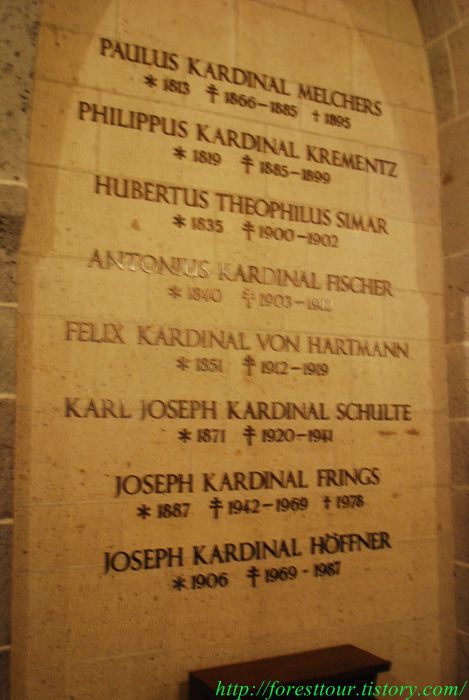 PAULUS KARDINAL MELCHERS
* 1813 ☨ 1866-1885 † 1895
PHILIPPUS KARDINAL KREMENTZ
* 1819 ☨ 1885-1899
HUBERTUS THEOPHILUS SIMAR
* 1835 ☨ 1900-1902
ANTONIUS KARDINAL FISCHER
* 1840 ☨ 1903-1912
FELIX KARDINAL VON HARTMANN
* 1851 ☨ 1912-1919
KARL JOSEPH KARDINAL SCHULTE
* 1871 ☨ 1920-1941
JOSEPH KARDINAL FRINGS
* 1887 ☨ 1942-1969 † 1978
JOSEPH KARDINAL HÖFFNER
* 1906 ☨ 1969-1987
http://foresttour.tistory.com/